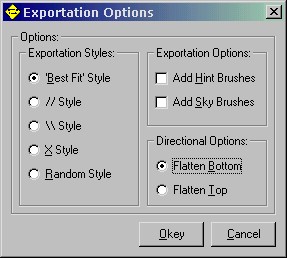 Exportation Options
Options:
Exportation Styles:
'Best Fit' Style
// Style
\\ Style
X Style
Random Style
Exportation Options:
Add Hint Brushes
Add Sky Brushes
Directional Options:
Flatten Bottom
Flatten Top
Okey
Cancel